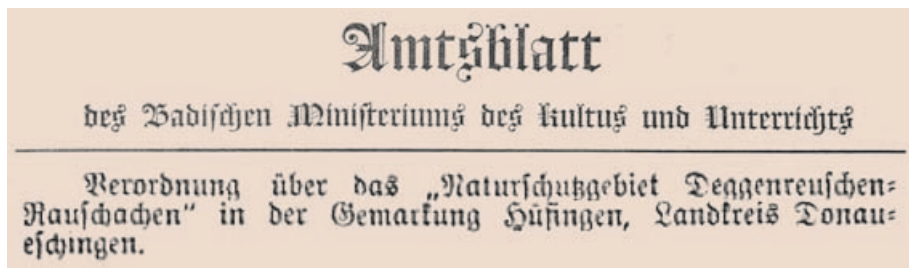 Amtsblatt
des Badischen Ministeriums des Kultus und Unterrichts
Verordnung über das „Naturschutzgebiet Deggenreuschen-
Rauschachen“ in der Gemarkung Hüfingen, Landkreis Donau-
eschingen.